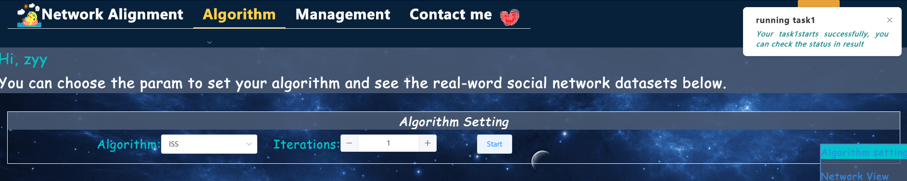 Network Alignment Algorithm Management Contact me
running task1
Your task1starts successfully, you
can check the status in result
Hi, zyy
You can choose the param to set your algorithm and see the real-word social network datasets below.
Algorithm Setting
Algorithm: ISS Iterations: 1 Start
Algorithm setting
Network View